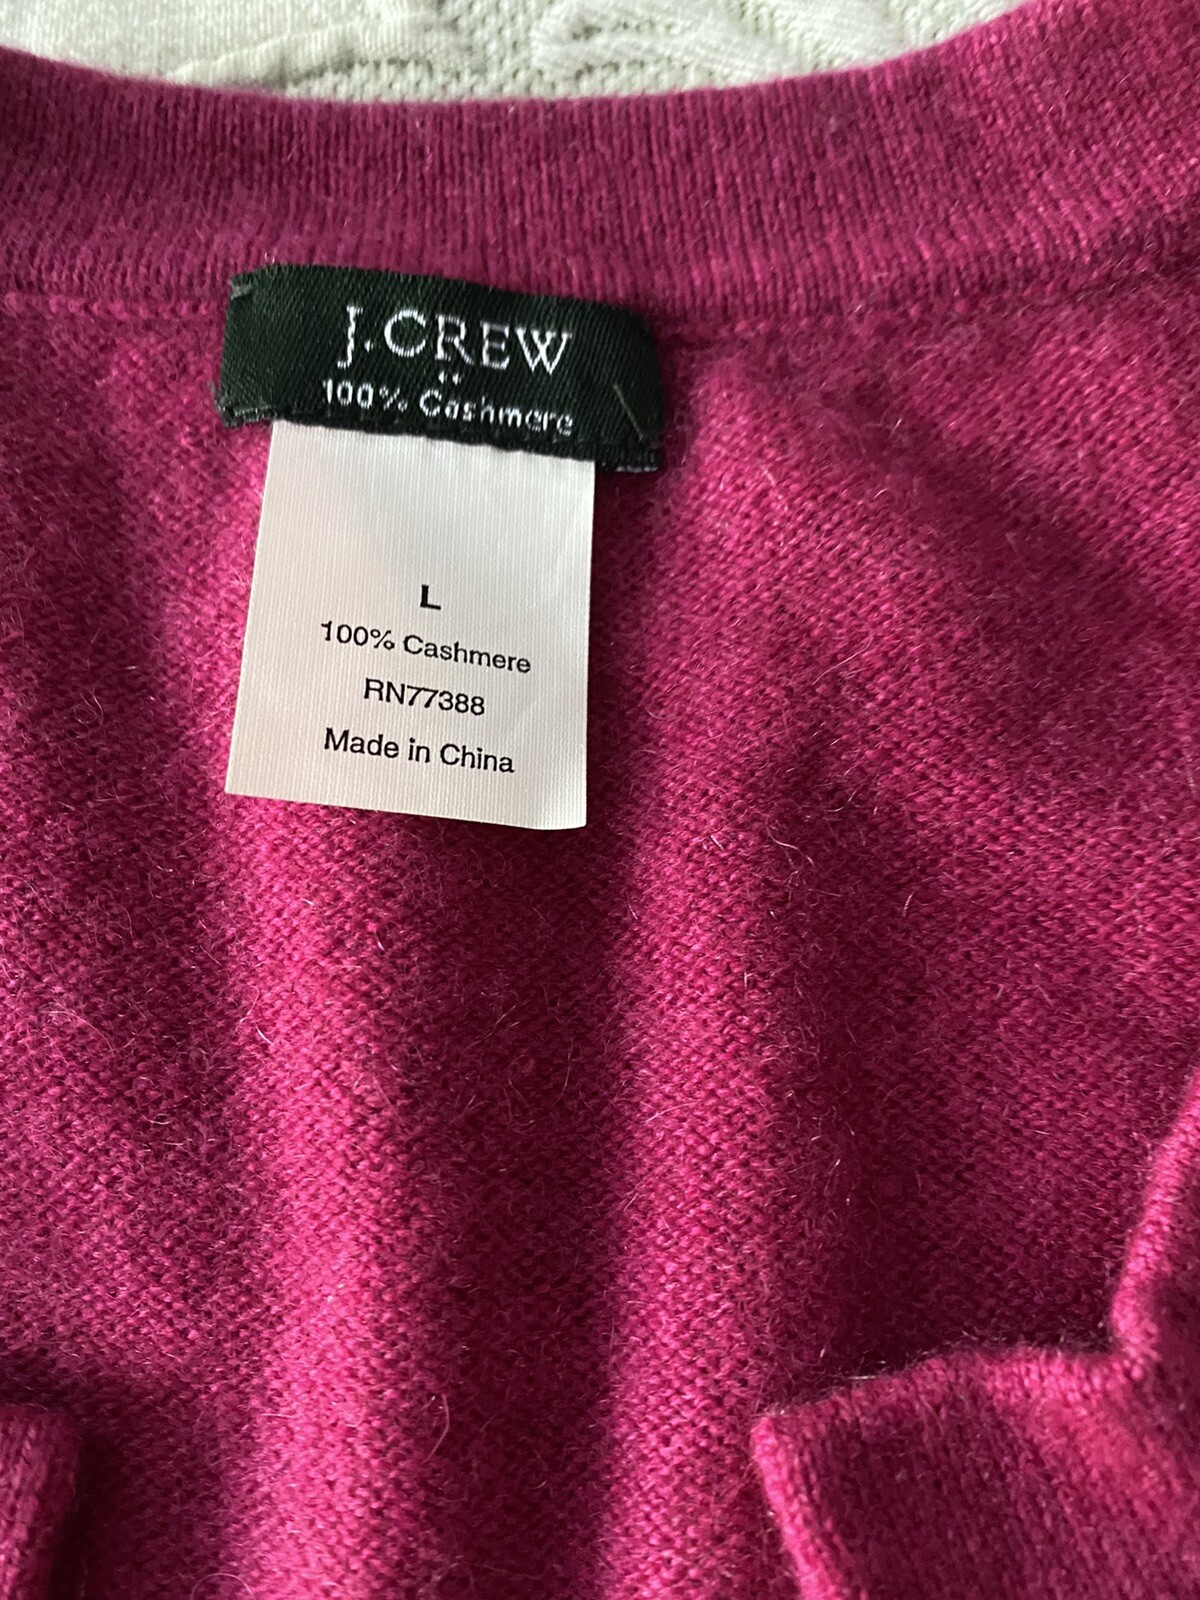 J.CREW
100% Cashmere
L
100% Cashmere
RN77388
Made in China